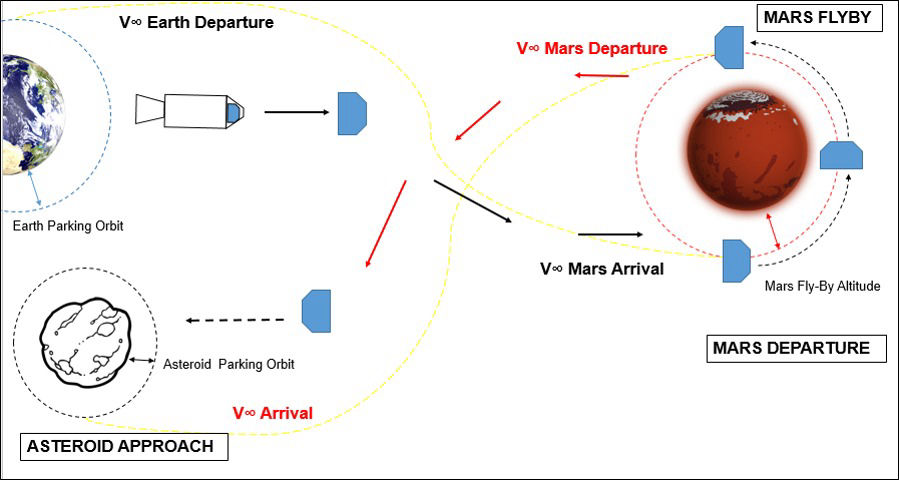 V∞ Earth Departure
MARS FLYBY
V∞ Mars Departure
Earth Parking Orbit
V∞ Mars Arrival
Mars Fly-By Altitude
MARS DEPARTURE
Asteroid Parking Orbit
V∞ Arrival
ASTEROID APPROACH